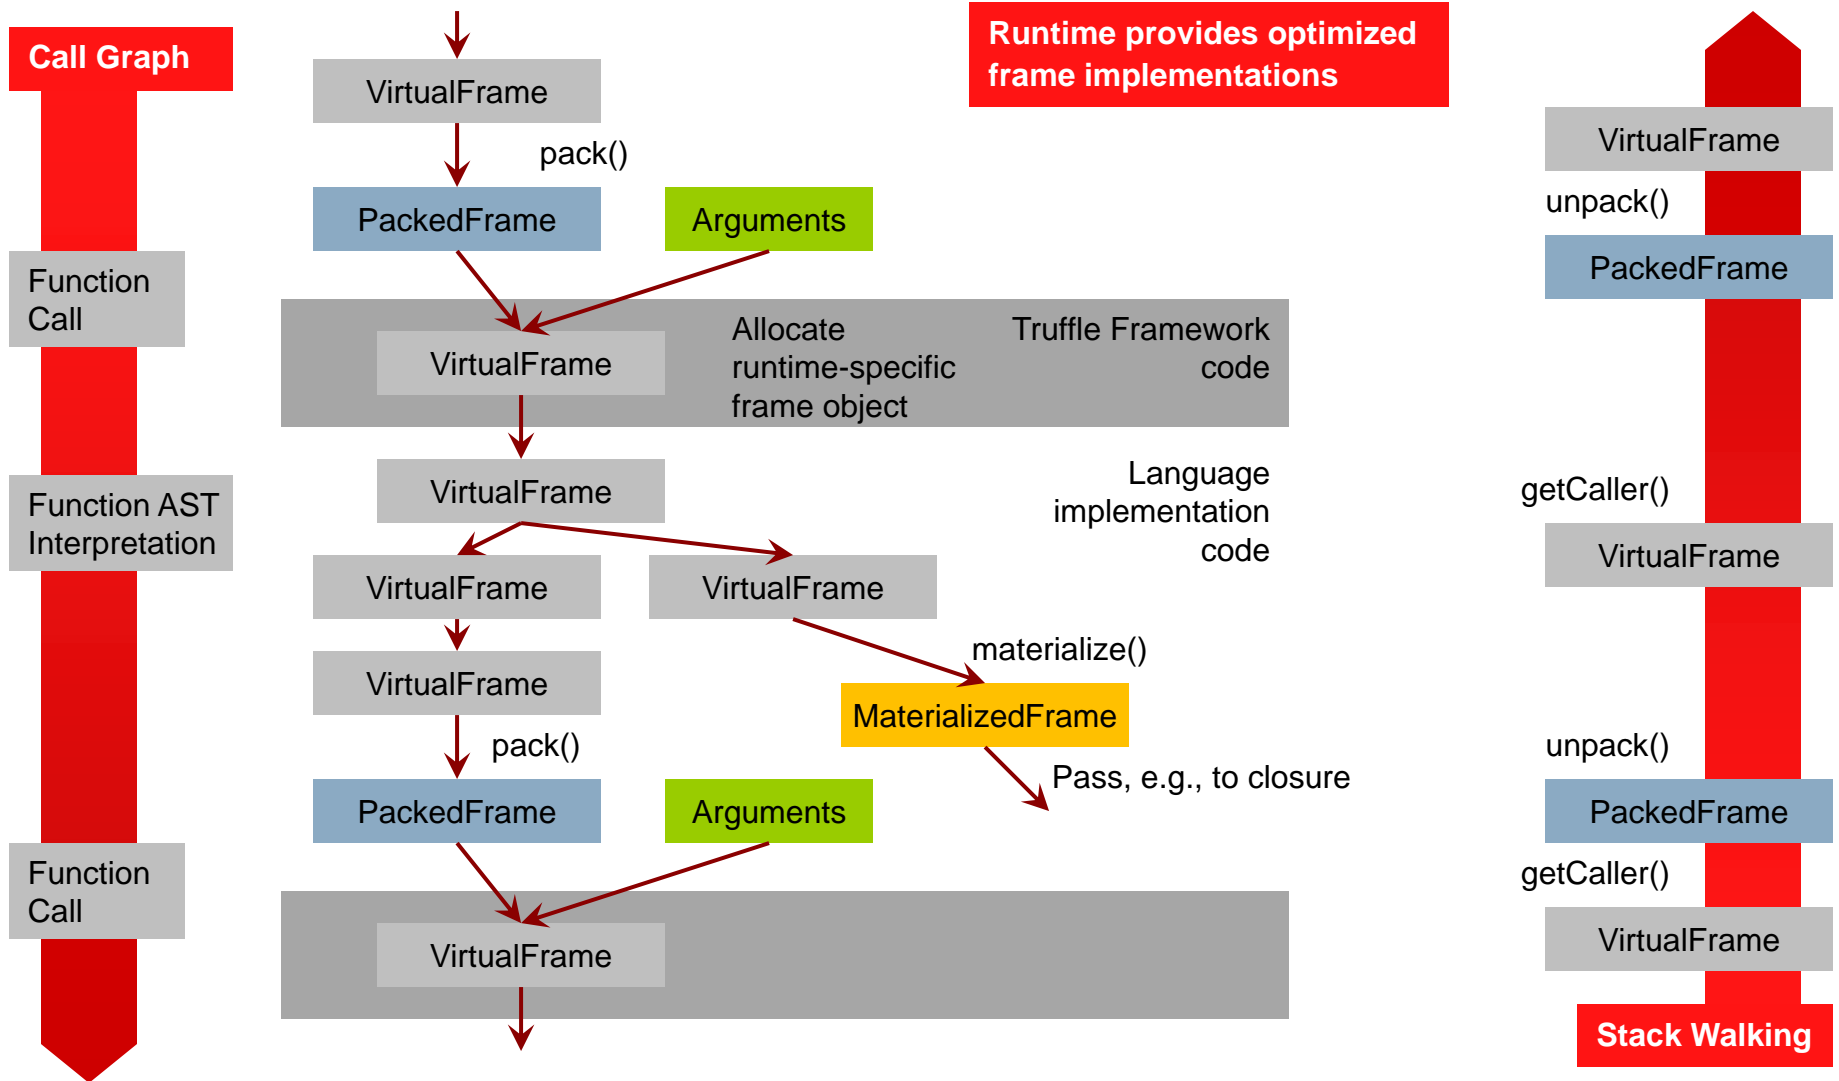 Call Graph
Function
Call
Function AST
Interpretation
Function
Call
VirtualFrame
pack()
PackedFrame
Arguments
VirtualFrame
Allocate
runtime-specific
frame object
Truffle Framework
code
VirtualFrame
Language
implementation
code
VirtualFrame
VirtualFrame
VirtualFrame
materialize()
MaterializedFrame
pack()
Pass, e.g., to closure
PackedFrame
Arguments
VirtualFrame
Runtime provides optimized
frame implementations
VirtualFrame
unpack()
PackedFrame
getCaller()
VirtualFrame
unpack()
PackedFrame
getCaller()
VirtualFrame
Stack Walking